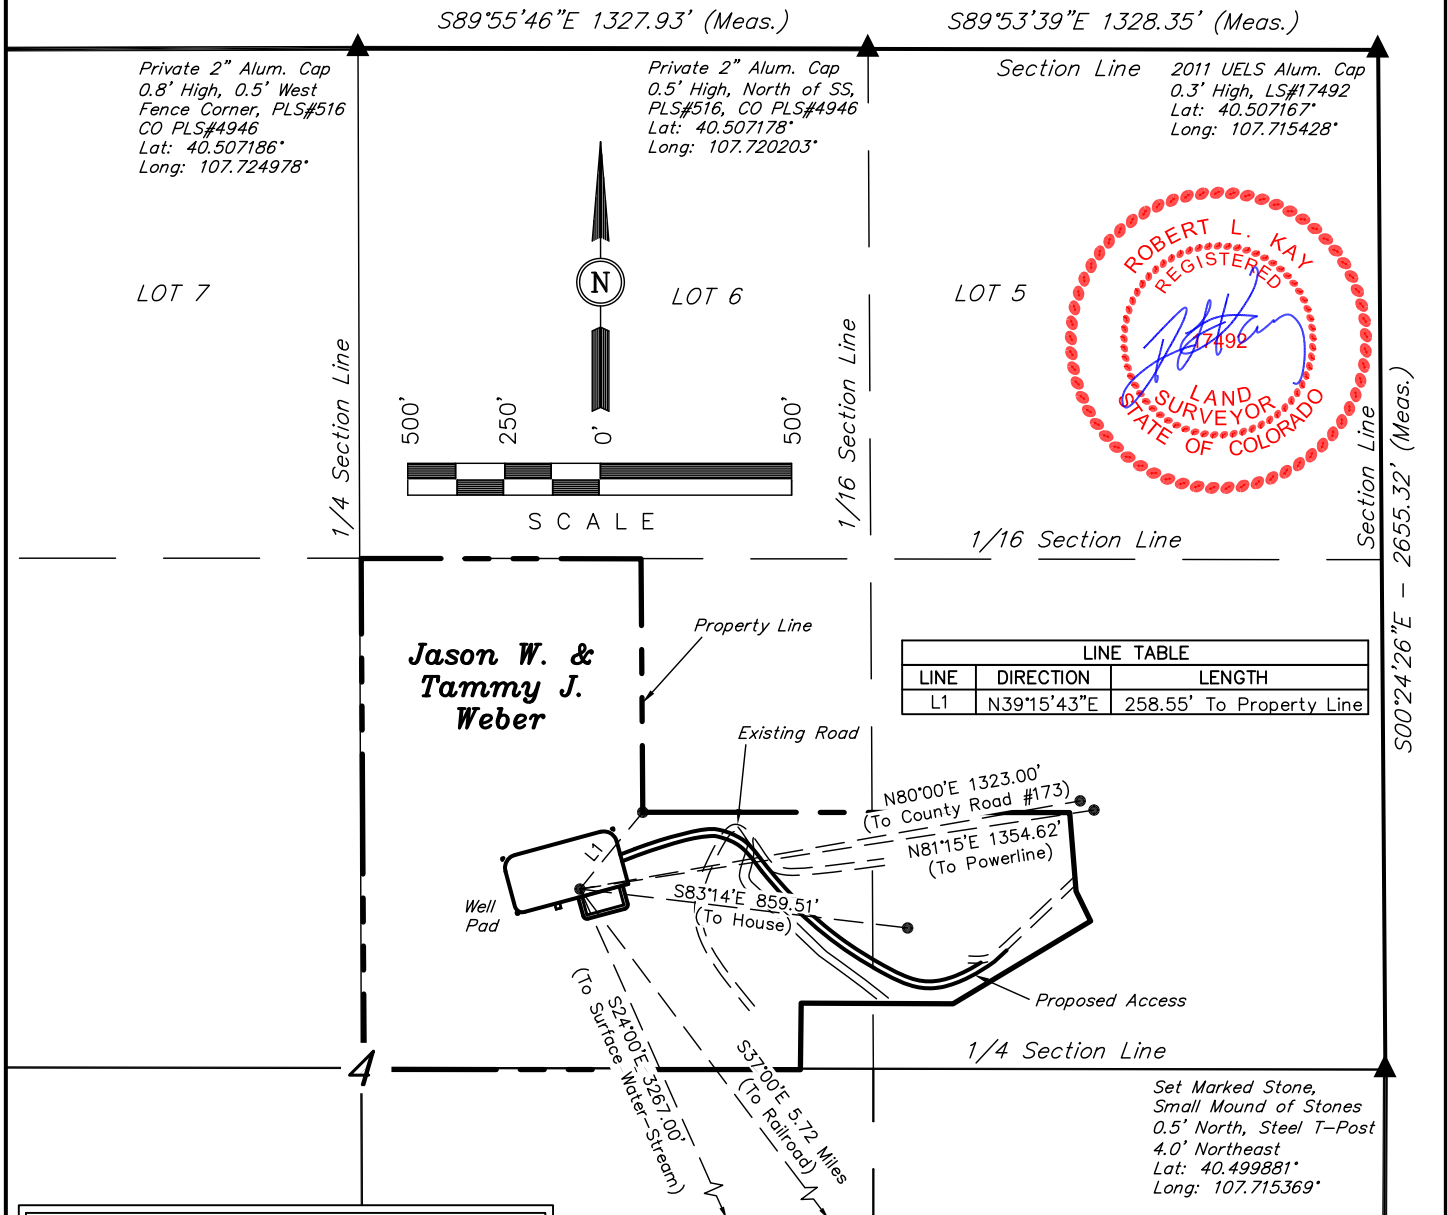 S89°55'46"E 1327.93' (Meas.)
S89°53'39"E 1328.35' (Meas.)
Private 2" Alum. Cap
0.8' High, 0.5' West
Fence Corner, PLS#516
CO PLS#4946
Lat: 40.507186°
Long: 107.724978°
Private 2" Alum. Cap
0.5' High, North of SS,
PLS#516, CO PLS#4946
Lat: 40.507178°
Long: 107.720203°
Section Line
2011 UELS Alum. Cap
0.3' High, LS#17492
Lat: 40.507167°
Long: 107.715428°
ROBERT L. KAY
REGISTERED
17492
LAND
SURVEYOR
STATE OF COLORADO
LOT 7
N
LOT 6
LOT 5
1/4 Section Line
1/16 Section Line
Section Line
S00°24'26"E - 2655.32' (Meas.)
500'
250'
0'
500'
SCALE
1/16 Section Line
Jason W. &
Tammy J.
Weber
Property Line
LINE TABLE
LINE DIRECTION LENGTH
L1 N39°15'43"E 258.55' To Property Line
Existing Road
N80°00'E 1323.00'
(To County Road #173)
N81°15'E 1354.62'
(To Powerline)
L1
S83°14'E 859.51'
(To House)
Well
Pad
Proposed Access
S24°00'E 3267.00'
(To Surface Water-Stream)
S37°00'E 5.72 Miles
(To Railroad)
4
1/4 Section Line
Set Marked Stone,
Small Mound of Stones
0.5' North, Steel T-Post
4.0' Northeast
Lat: 40.499881°
Long: 107.715369°